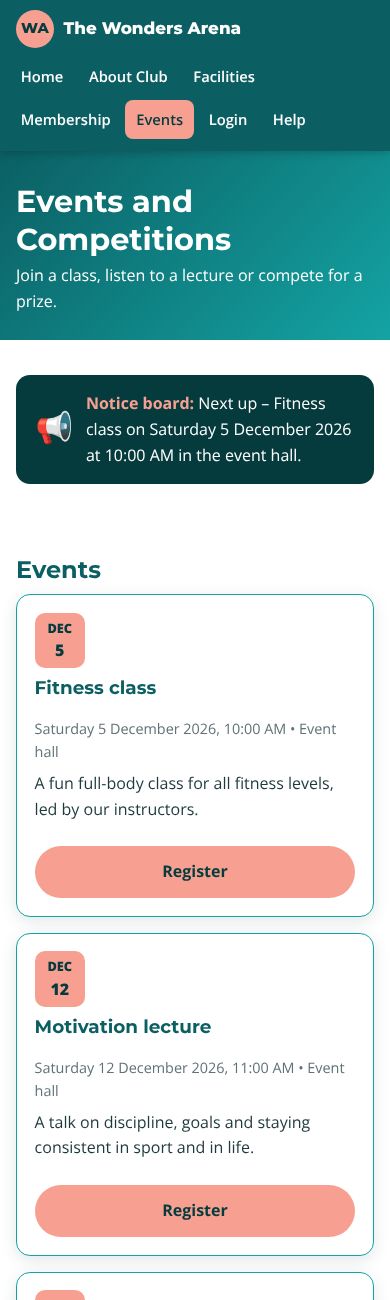 WA The Wonders Arena
Home About Club Facilities
Membership Events Login Help
Events and
Competitions
Join a class, listen to a lecture or compete for a
prize.
Notice board: Next up – Fitness
class on Saturday 5 December 2026
at 10:00 AM in the event hall.
Events
DEC
5
Fitness class
Saturday 5 December 2026, 10:00 AM • Event
hall
A fun full-body class for all fitness levels,
led by our instructors.
Register
DEC
12
Motivation lecture
Saturday 12 December 2026, 11:00 AM • Event
hall
A talk on discipline, goals and staying
consistent in sport and in life.
Register